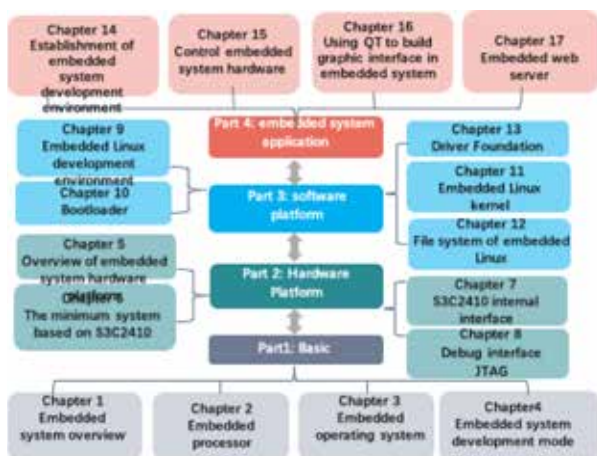 Chapter 14
Establishment of
embedded
system
development
environment
Chapter 15
Control embedded
system hardware
Chapter 16
Using QT to build
graphic interface in
embedded system
Chapter 17
Embedded web
server
Part 4: embedded system
application
Chapter 9
Embedded Linux
development
environment
Chapter 10
Bootloader
Part 3: software
platform
Chapter 13
Driver Foundation
Chapter 11
Embedded Linux
kernel
Chapter 12
File system of embedded
Linux
Chapter 5
Overview of embedded
system hardware
platform
Chapter 6
The minimum system
based on S3C2410
Part 2: Hardware
Platform
Chapter 7
S3C2410 internal
interface
Chapter 8
Debug interface
JTAG
Part1: Basic
Chapter 1
Embedded
system overview
Chapter 2
Embedded
processor
Chapter 3
Embedded
operating system
Chapter4
Embedded system
development mode